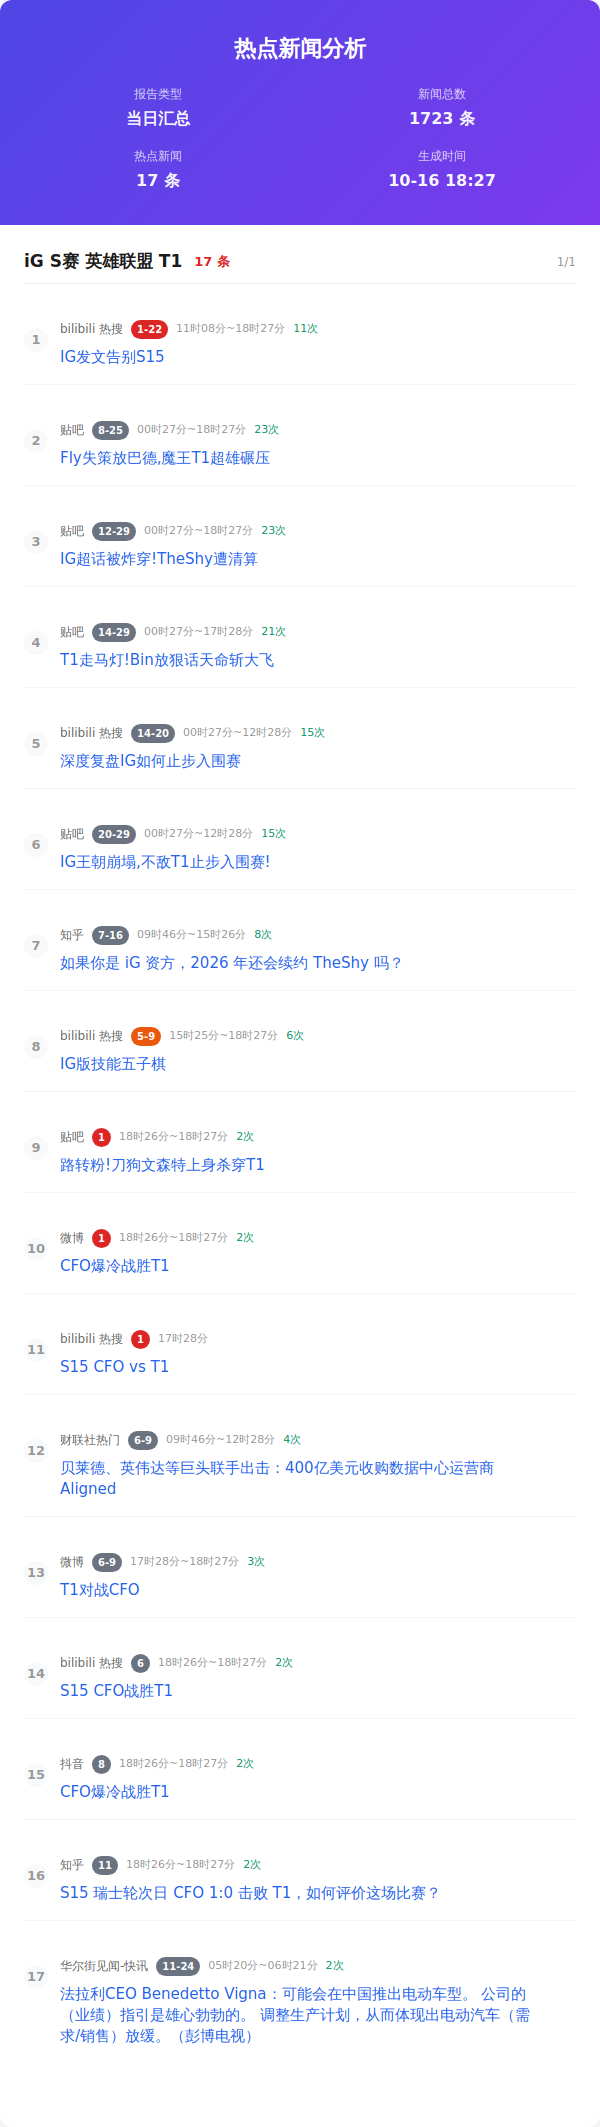 热点新闻分析
报告类型
新闻总数
当日汇总
1723 条
热点新闻
生成时间
17 条
10-16 18:27
iG S赛 英雄联盟 T1 17 条 1/1
1
bilibili 热搜 1-22 11时08分~18时27分 11次
IG发文告别S15
2
贴吧 8-25 00时27分~18时27分 23次
Fly失策放巴德,魔王T1超雄碾压
3
贴吧 12-29 00时27分~18时27分 23次
IG超话被炸穿!TheShy遭清算
4
贴吧 14-29 00时27分~17时28分 21次
T1走马灯!Bin放狠话天命斩大飞
5
bilibili 热搜 14-20 00时27分~12时28分 15次
深度复盘IG如何止步入围赛
6
贴吧 20-29 00时27分~12时28分 15次
IG王朝崩塌,不敌T1止步入围赛!
7
知乎 7-16 09时46分~15时26分 8次
如果你是 iG 资方，2026 年还会续约 TheShy 吗？
8
bilibili 热搜 5-9 15时25分~18时27分 6次
IG版技能五子棋
9
贴吧 1 18时26分~18时27分 2次
路转粉!刀狗文森特上身杀穿T1
10
微博 1 18时26分~18时27分 2次
CFO爆冷战胜T1
11
bilibili 热搜 1 17时28分
S15 CFO vs T1
12
财联社热门 6-9 09时46分~12时28分 4次
贝莱德、英伟达等巨头联手出击：400亿美元收购数据中心运营商
Aligned
13
微博 6-9 17时28分~18时27分 3次
T1对战CFO
14
bilibili 热搜 6 18时26分~18时27分 2次
S15 CFO战胜T1
15
抖音 8 18时26分~18时27分 2次
CFO爆冷战胜T1
16
知乎 11 18时26分~18时27分 2次
S15 瑞士轮次日 CFO 1:0 击败 T1，如何评价这场比赛？
17
华尔街见闻-快讯 11-24 05时20分~06时21分 2次
法拉利CEO Benedetto Vigna：可能会在中国推出电动车型。 公司的
（业绩）指引是雄心勃勃的。 调整生产计划，从而体现出电动汽车（需
求/销售）放缓。（彭博电视）